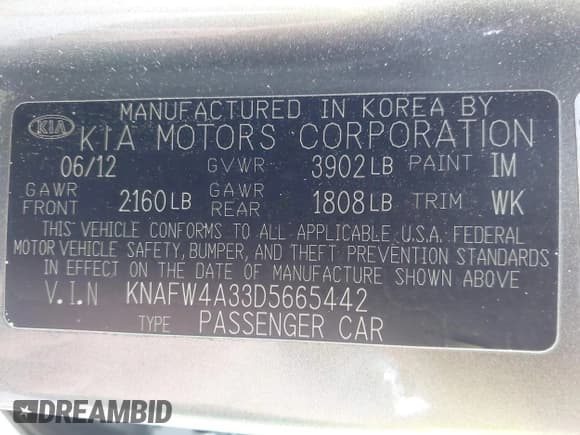 MANUFACTURED IN KOREA BY
KIA KIA MOTORS CORPORATION
06/12 GVWR 3902 LB PAINT IM
GAWR FRONT 2160 LB GAWR REAR 1808 LB TRIM WK
THIS VEHICLE CONFORMS TO ALL APPLICABLE U.S.A. FEDERAL
MOTOR VEHICLE SAFETY, BUMPER, AND THEFT PREVENTION STANDARDS
IN EFFECT ON THE DATE OF MANUFACTURE SHOWN ABOVE
V.I.N KNAFW4A33D5665442
TYPE PASSENGER CAR
DREAMBID